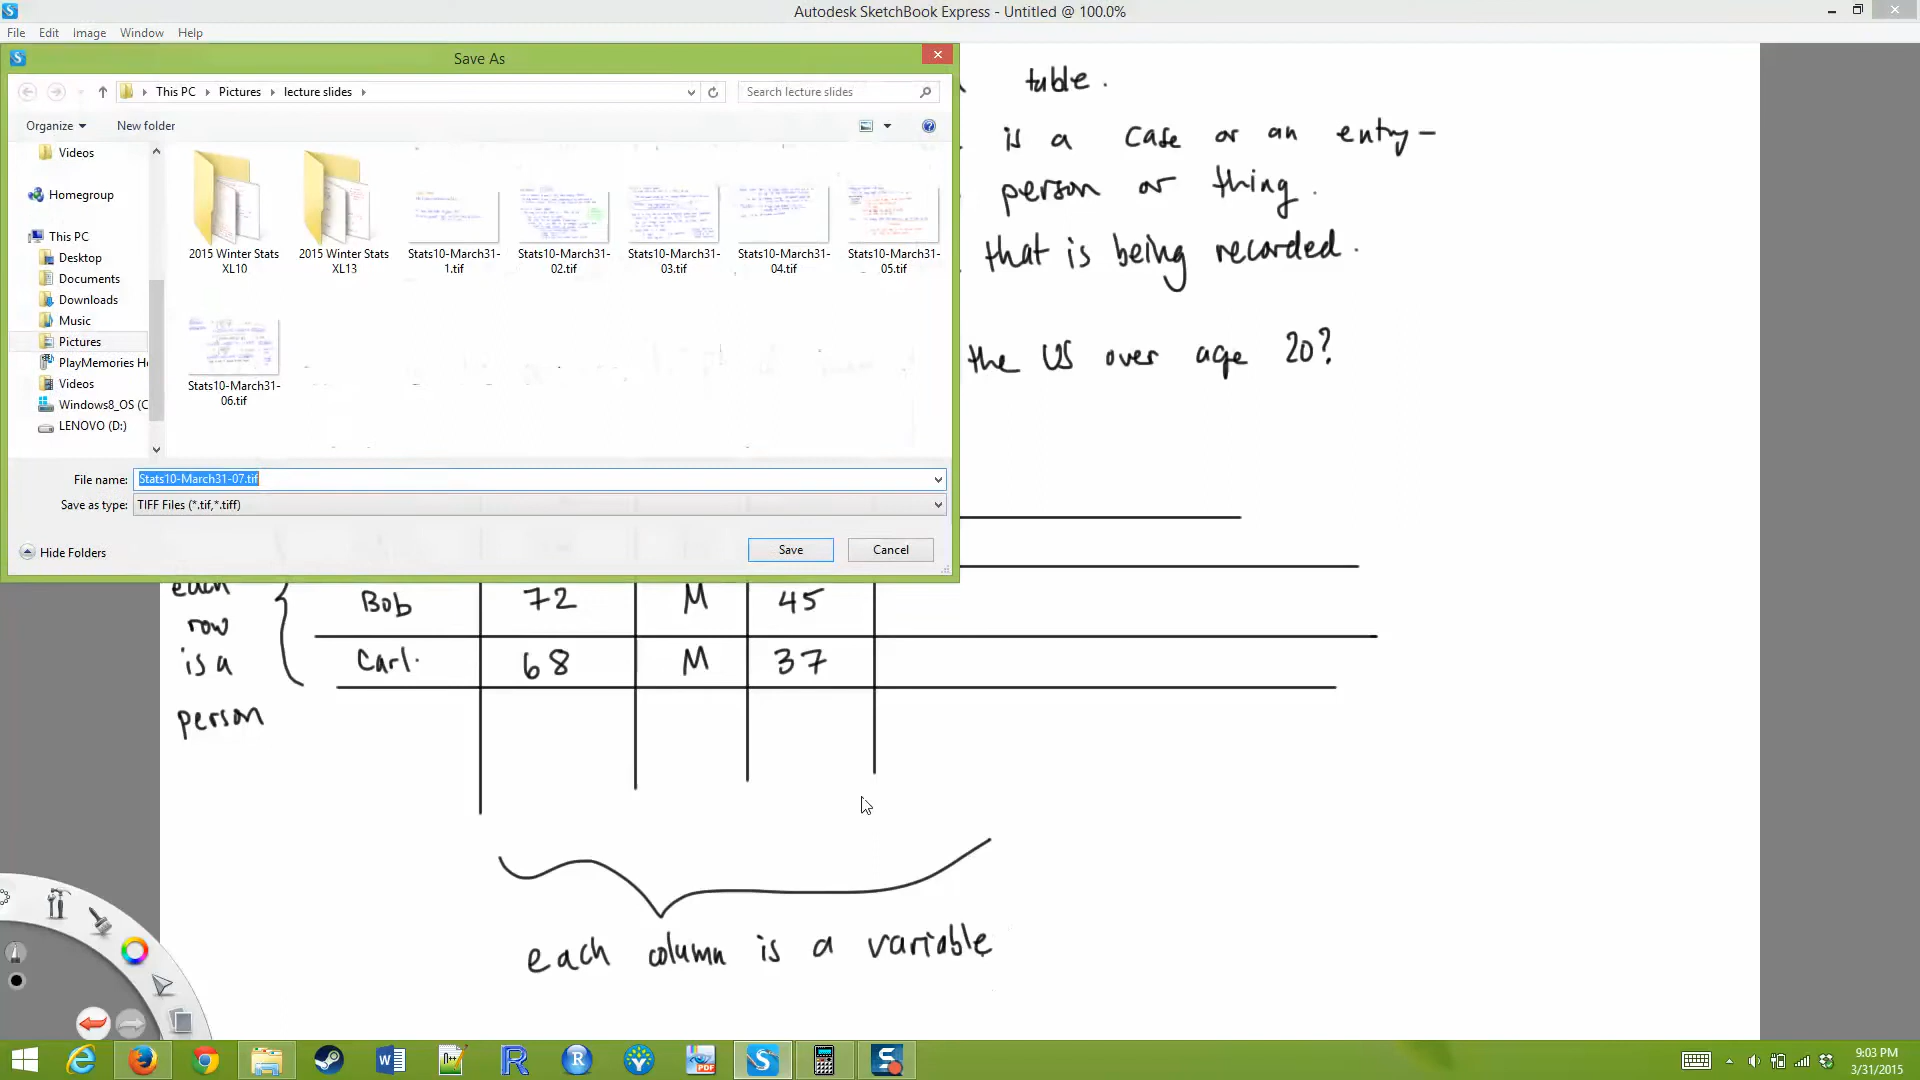 Autodesk SketchBook Express - Untitled @ 100.0%
File Edit Image Window Help
Save As
This PC Pictures lecture slides
Search lecture slides
Organize New folder
Videos
Homegroup
This PC
Desktop
Documents
Downloads
Music
Pictures
PlayMemories Ho
Videos
Windows8_OS (C
LENOVO (D:)
2015 Winter Stats XL10
2015 Winter Stats XL13
Stats10-March31-1.tif
Stats10-March31-02.tif
Stats10-March31-03.tif
Stats10-March31-04.tif
Stats10-March31-05.tif
Stats10-March31-06.tif
File name: Stats10-March31-07.tif
Save as type: TIFF Files (*.tif,*.tiff)
Hide Folders
Save Cancel
table.
is a case or an entry-
person or thing.
that is being recorded.
the US over age 20?
each
row
is a
person
Bob 72 M 45
Carl. 68 M 37
each column is a variable
9:03 PM
3/31/2015